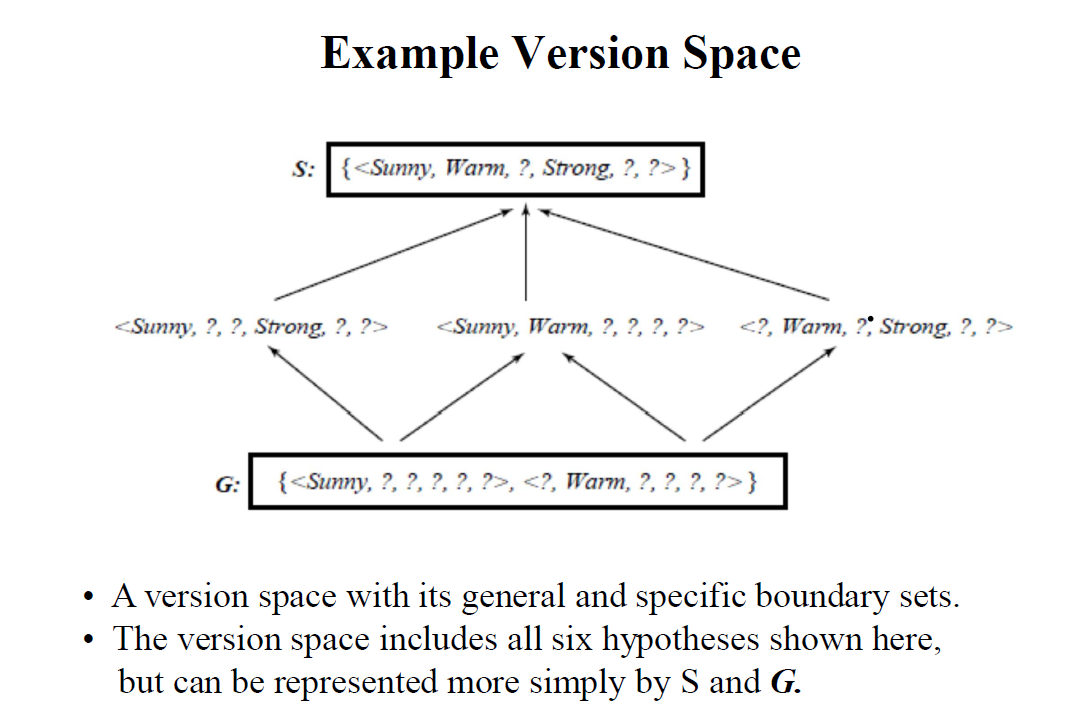 Example Version Space
S: {<Sunny, Warm, ?, Strong, ?, ?>}
<Sunny, ?, ?, Strong, ?, ?> <Sunny, Warm, ?, ?, ?, ?> <?, Warm, ?, Strong, ?, ?>
G: {<Sunny, ?, ?, ?, ?, ?>, <?, Warm, ?, ?, ?, ?>}
• A version space with its general and specific boundary sets.
• The version space includes all six hypotheses shown here,
but can be represented more simply by S and G.